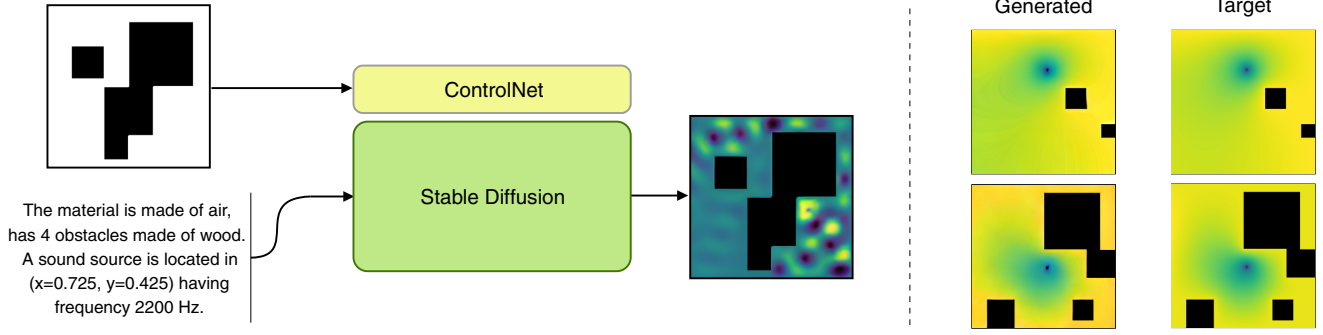 ControlNet
Stable Diffusion
The material is made of air,
has 4 obstacles made of wood.
A sound source is located in
(x=0.725, y=0.425) having
frequency 2200 Hz.
Generated
Target